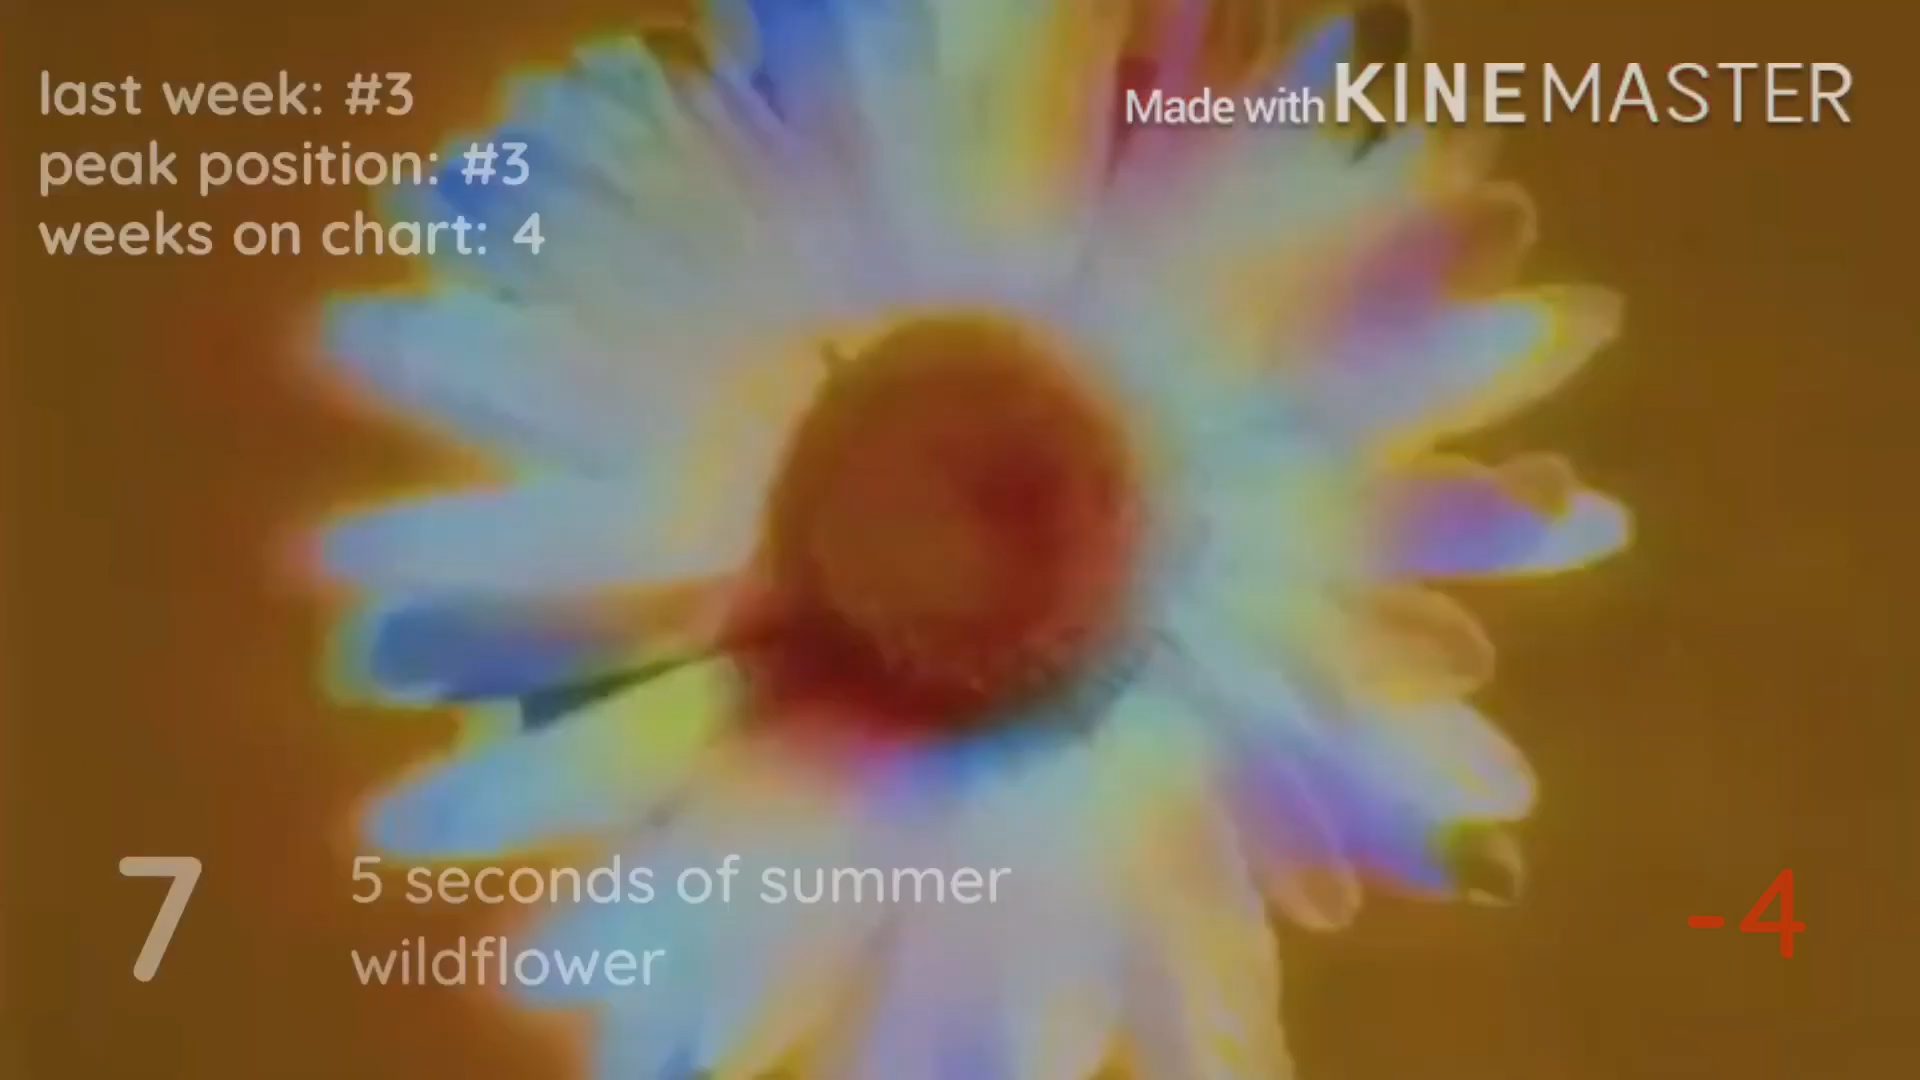 last week: #3
peak position: #3
weeks on chart: 4
Made with KINEMASTER
7
5 seconds of summer
wildflower
-4